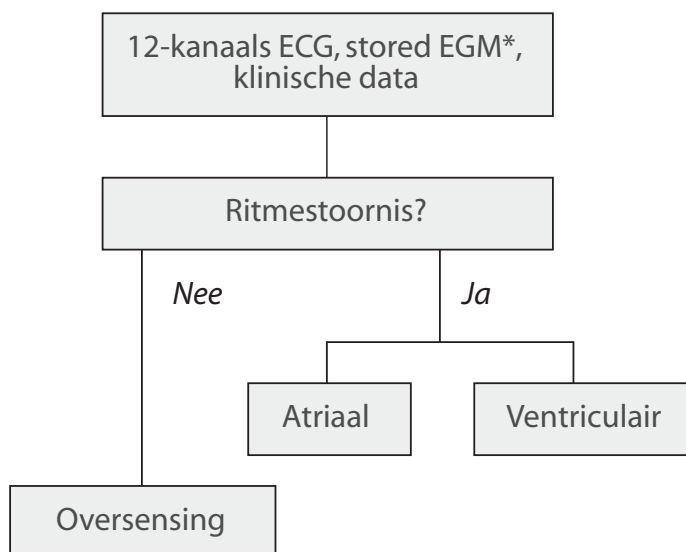 12-kanaals ECG, stored EGM*,
klinische data
Ritmestoornis?
Nee
Ja
Atriaal
Ventriculair
Oversensing